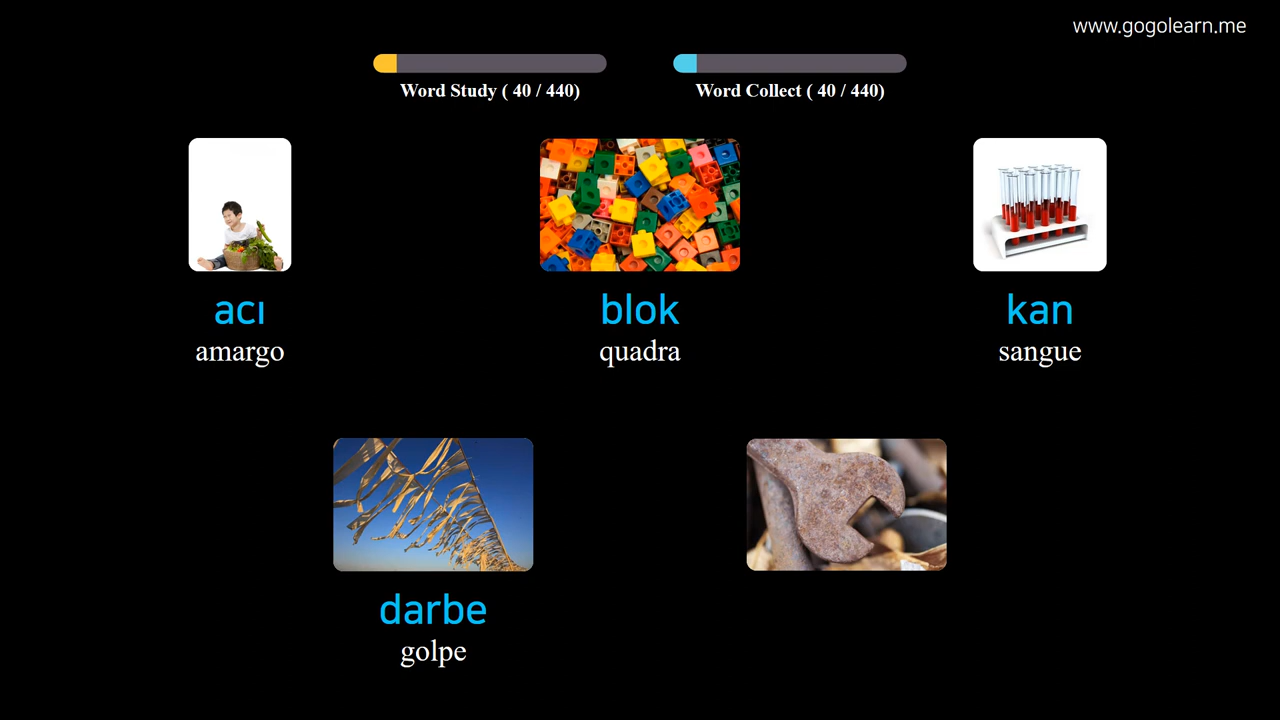 www.gogolearn.me
Word Study ( 40 / 440)
Word Collect ( 40 / 440)
acı
amargo
blok
quadra
kan
sangue
darbe
golpe